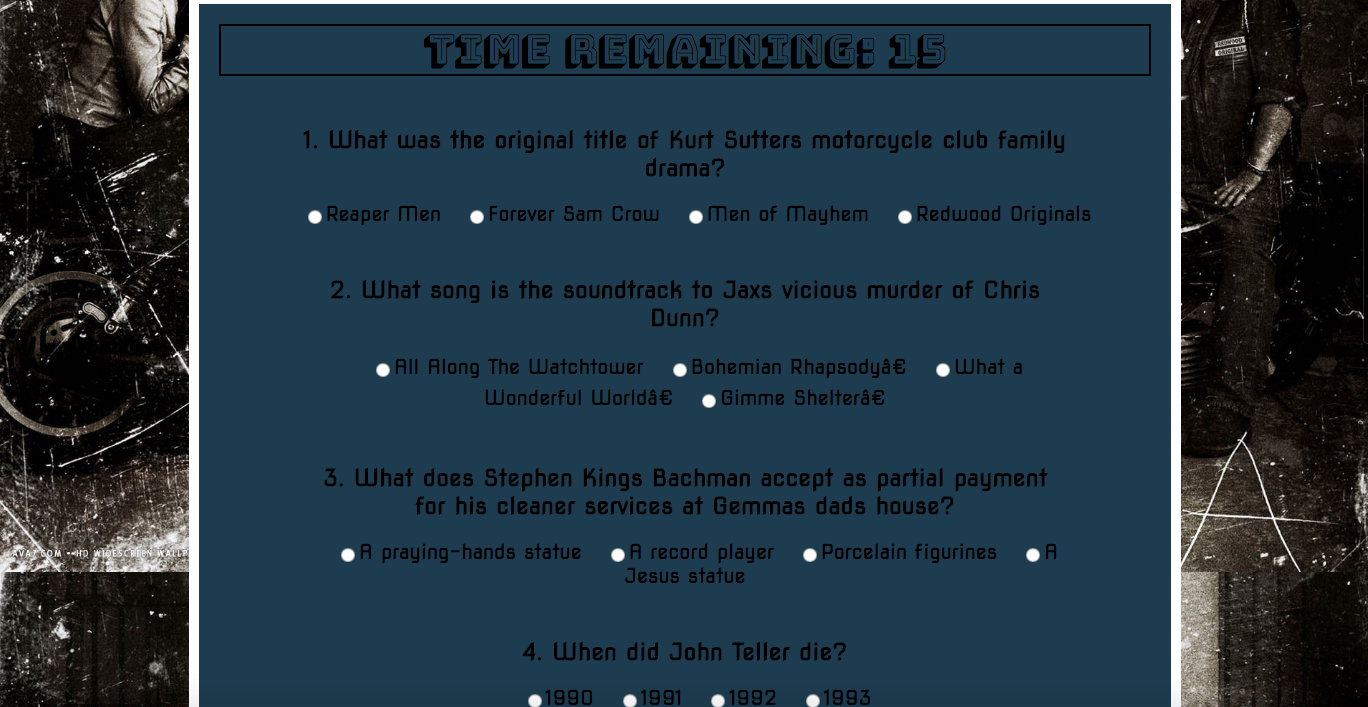 TIME REMAINING: 15
REDWOOD
ORIGINAL
1. What was the original title of Kurt Sutters motorcycle club family
drama?
Reaper Men Forever Sam Crow Men of Mayhem Redwood Originals
2. What song is the soundtrack to Jaxs vicious murder of Chris
Dunn?
All Along The Watchtower Bohemian Rhapsodyâ€ What a
Wonderful Worldâ€ Gimme Shelterâ€
3. What does Stephen Kings Bachman accept as partial payment
for his cleaner services at Gemmas dads house?
A praying-hands statue A record player Porcelain figurines A
Jesus statue
AVA7.COM • HD WIDESCREEN WALLP
4. When did John Teller die?
1990 1991 1992 1993